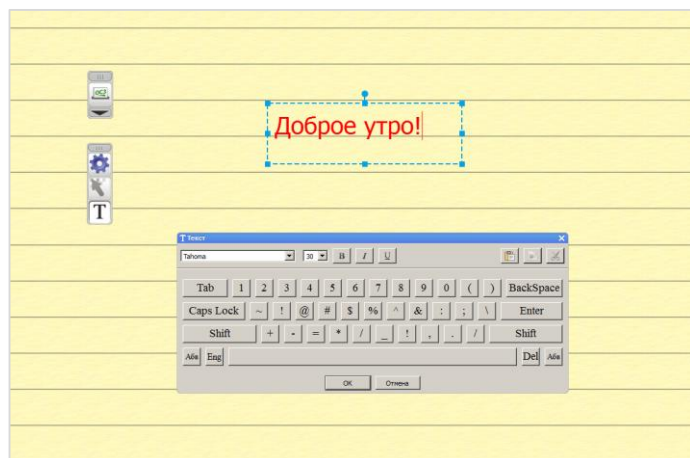 Доброе утро!
T
T Текст
Tahoma 30 B I U
Tab 1 2 3 4 5 6 7 8 9 0 ( ) BackSpace
Caps Lock ~ ! @ # $ % ^ & : ; \ Enter
Shift + - = * / _ ! , . / Shift
Абв Eng Del Абв
OK Отмена